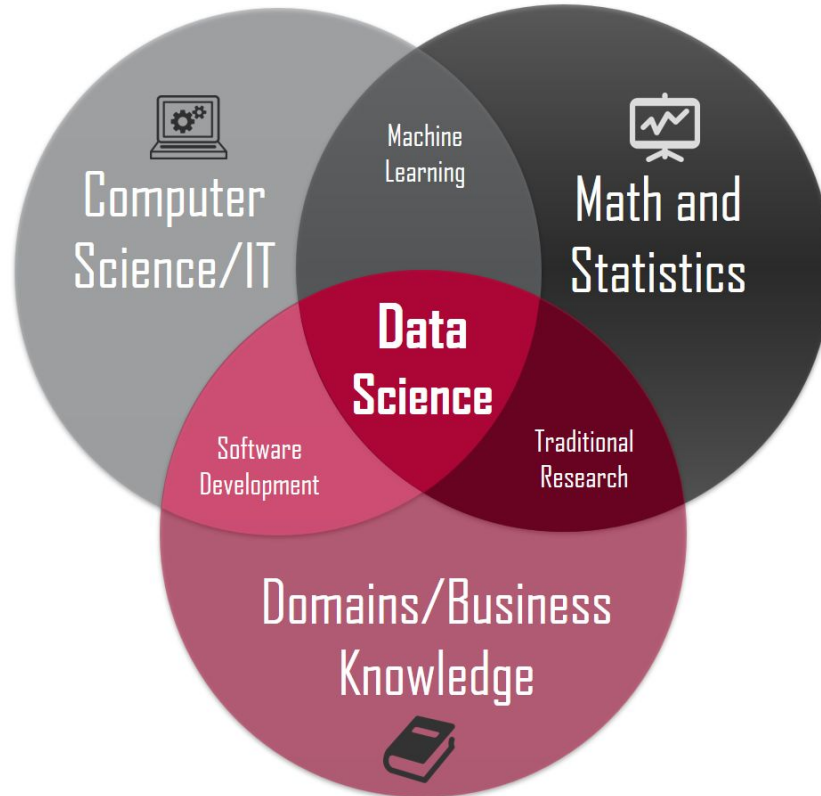 Machine
Learning
Computer
Science/IT
Math and
Statistics
Data
Science
Software
Development
Traditional
Research
Domains/Business
Knowledge